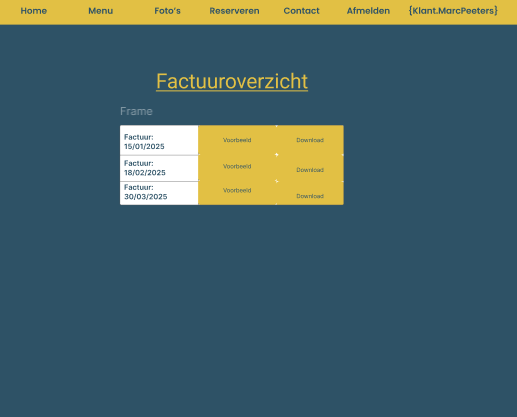 Home Menu Foto's Reserveren Contact Afmelden {Klant.MarcPeeters}
Factuuroverzicht
Frame
Factuur:
15/01/2025
Voorbeeld
Download
Factuur:
18/02/2025
Voorbeeld
Download
Factuur:
30/03/2025
Voorbeeld
Download